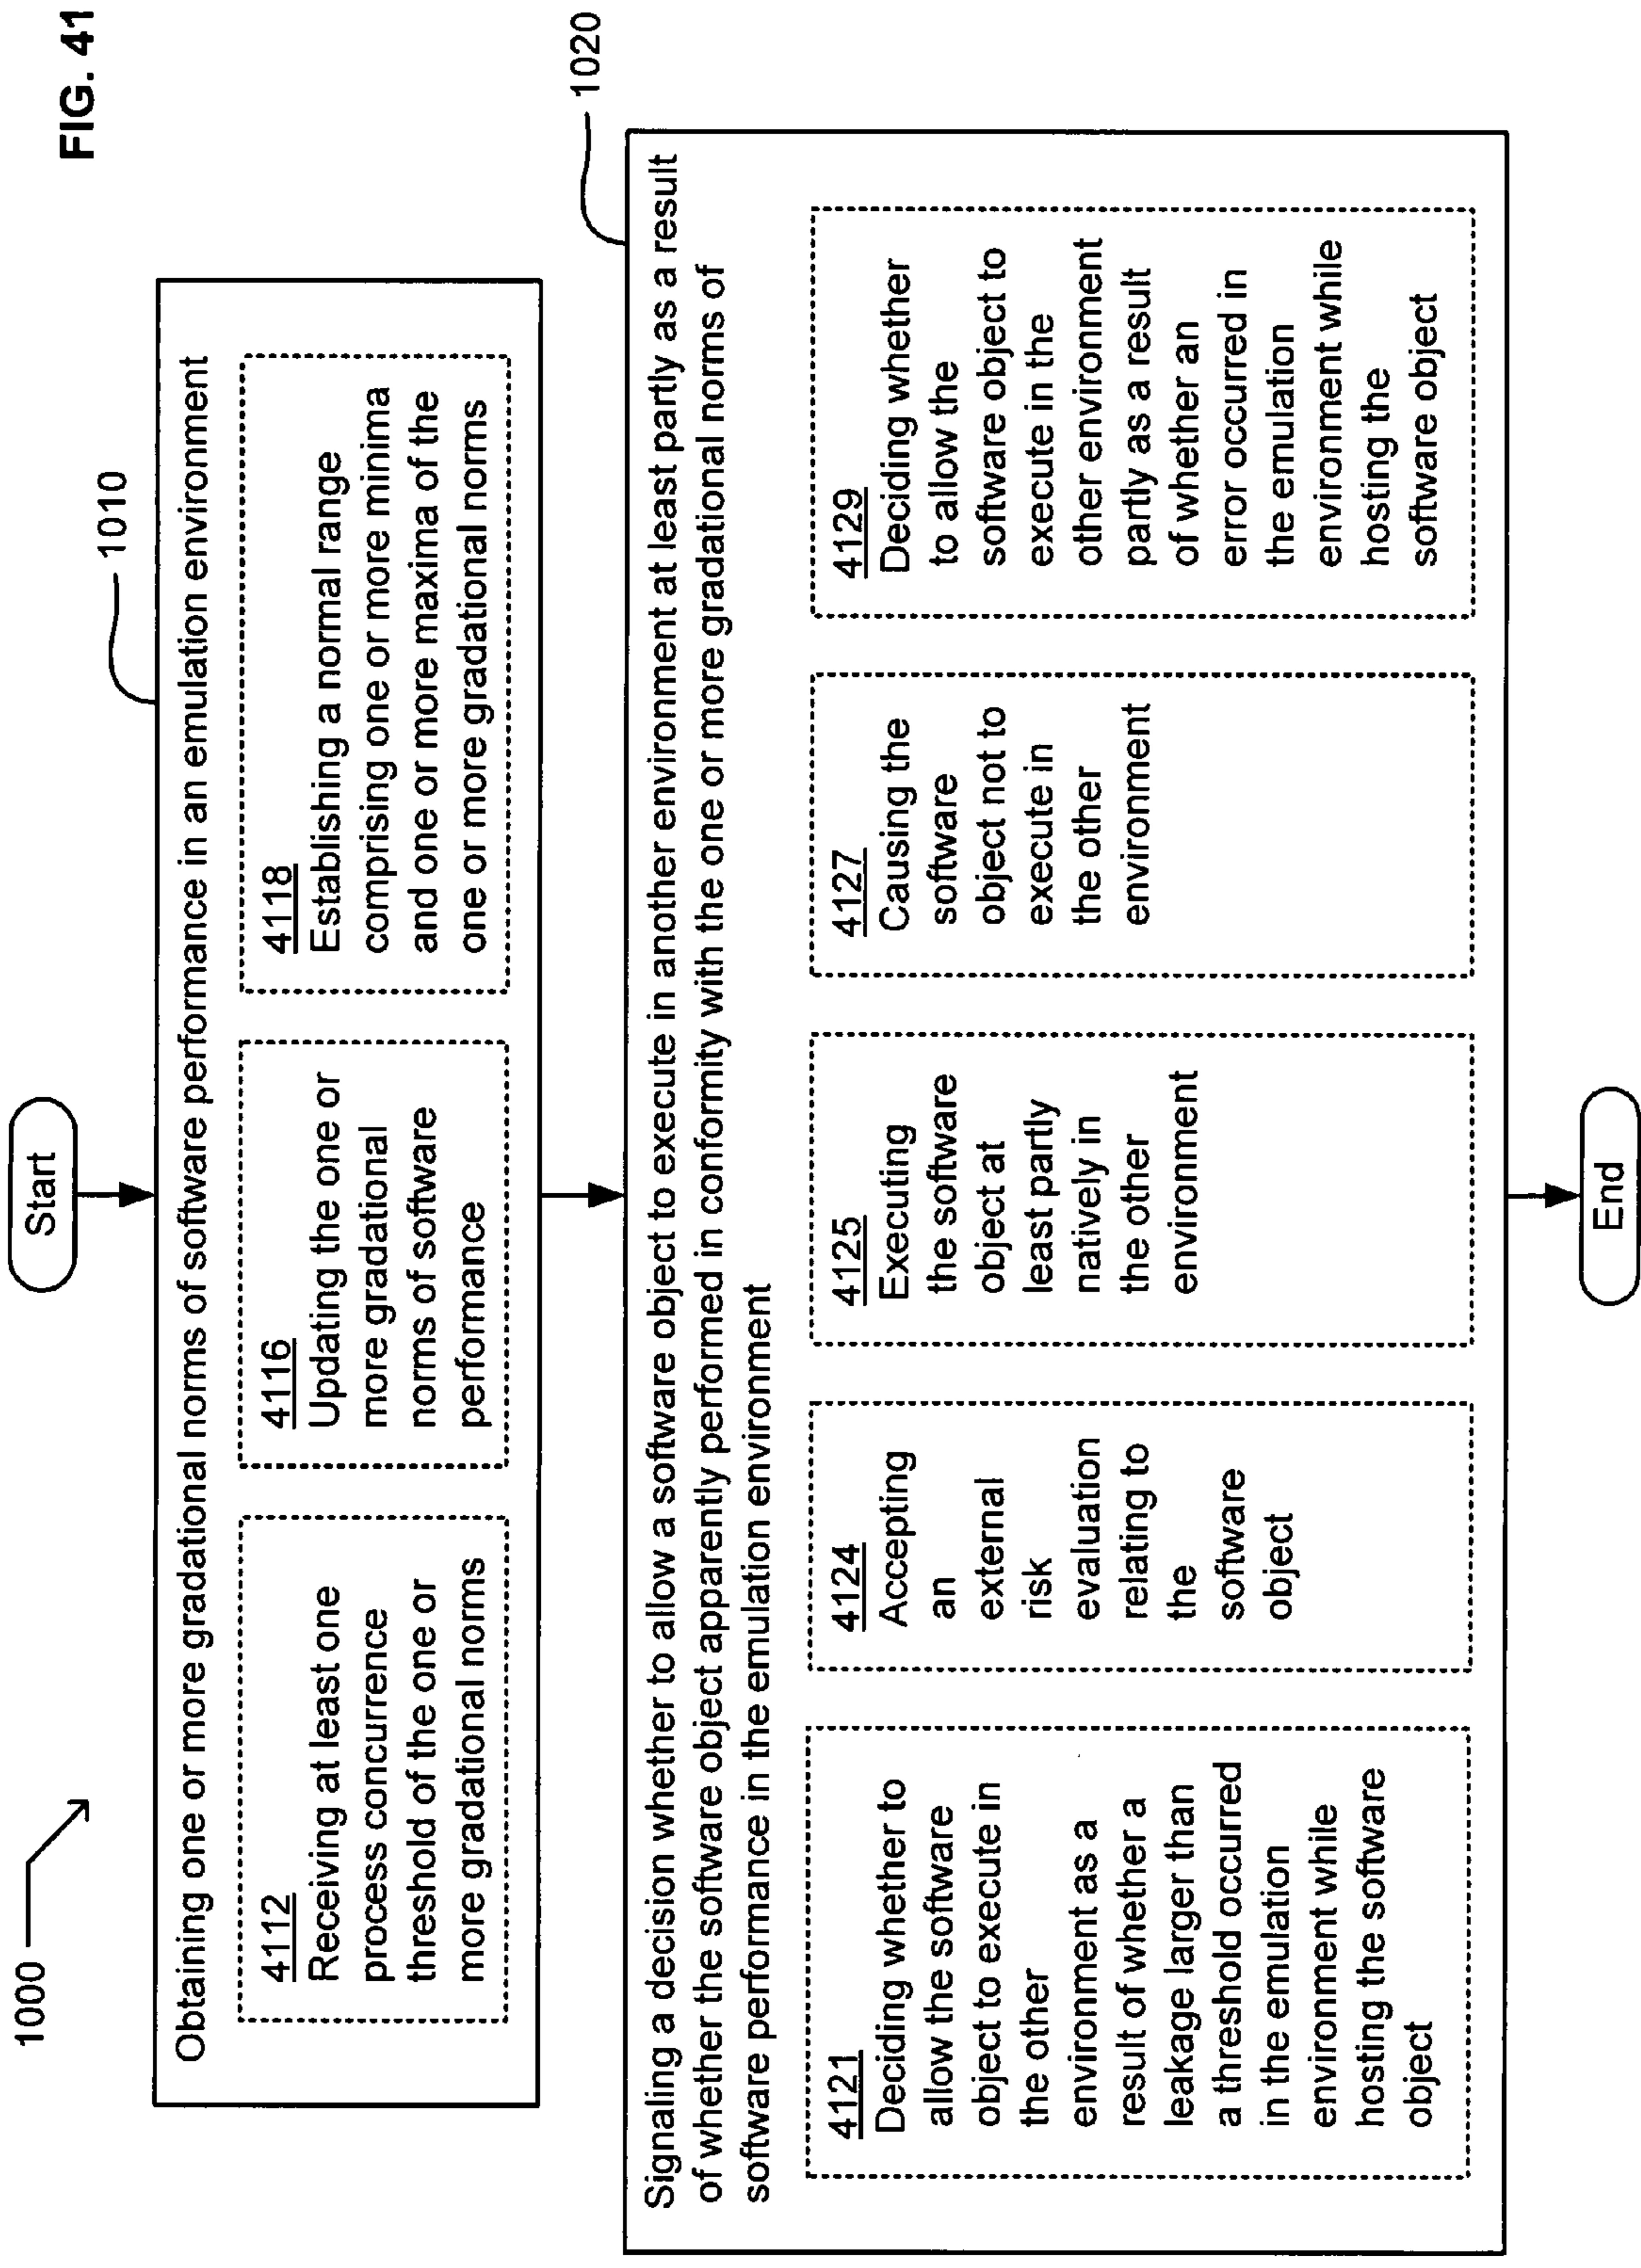 FIG. 41
1000
Start
1010
Obtaining one or more gradational norms of software performance in an emulation environment
4112
Receiving at least one
process concurrence
threshold of the one or
more gradational norms
4116
Updating the one or
more gradational
norms of software
performance
4118
Establishing a normal range
comprising one or more minima
and one or more maxima of the
one or more gradational norms
1020
Signaling a decision whether to allow a software object to execute in another environment at least partly as a result
of whether the software object apparently performed in conformity with the one or more gradational norms of
software performance in the emulation environment
4121
Deciding whether to
allow the software
object to execute in
the other
environment as a
result of whether a
leakage larger than
a threshold occurred
in the emulation
environment while
hosting the software
object
4124
Accepting
an
external
risk
evaluation
relating to
the
software
object
4125
Executing
the software
object at
least partly
natively in
the other
environment
4127
Causing the
software
object not to
execute in
the other
environment
4129
Deciding whether
to allow the
software object to
execute in the
other environment
partly as a result
of whether an
error occurred in
the emulation
environment while
hosting the
software object
End